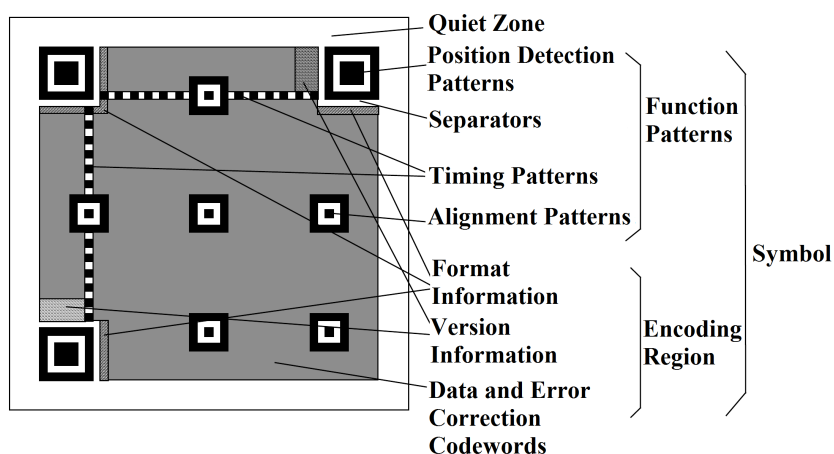 Quiet Zone
Position Detection
Patterns
Separators
Timing Patterns
Alignment Patterns
Function
Patterns
Format
Information
Version
Information
Data and Error
Correction
Codewords
Encoding
Region
Symbol